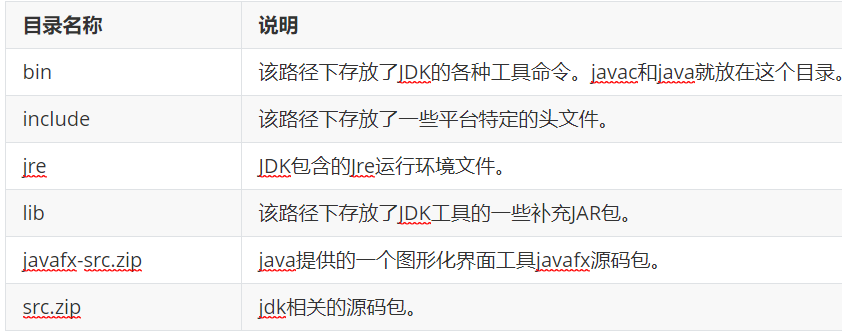 目录名称 说明
bin 该路径下存放了JDK的各种工具命令。javac和java就放在这个目录。
include 该路径下存放了一些平台特定的头文件。
jre JDK包含的Jre运行环境文件。
lib 该路径下存放了JDK工具的一些补充JAR包。
javafx-src.zip java提供的一个图形化界面工具javafx源码包。
src.zip jdk相关的源码包。